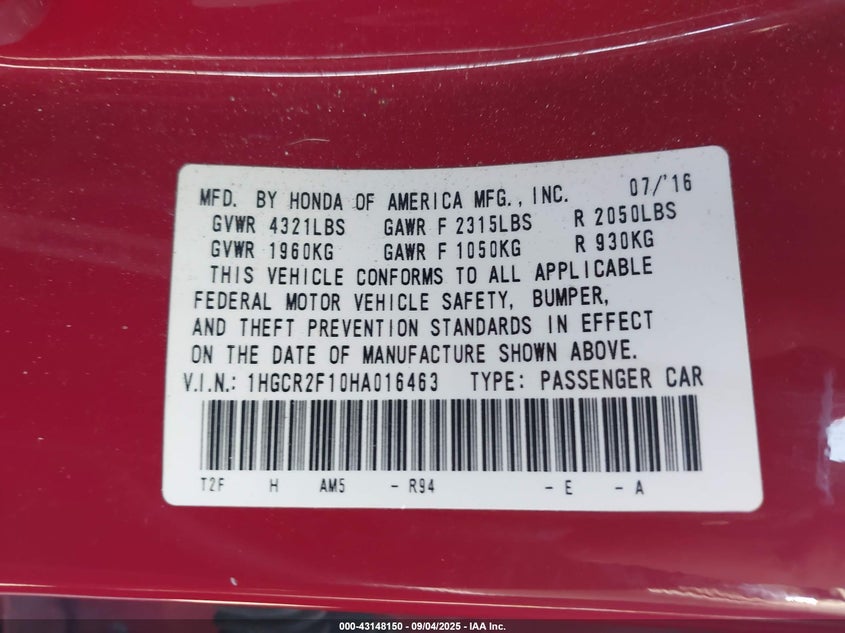 MFD. BY HONDA OF AMERICA MFG., INC. 07/'16
GVWR 4321LBS GAWR F 2315LBS R 2050LBS
GVWR 1960KG GAWR F 1050KG R 930KG
THIS VEHICLE CONFORMS TO ALL APPLICABLE
FEDERAL MOTOR VEHICLE SAFETY, BUMPER,
AND THEFT PREVENTION STANDARDS IN EFFECT
ON THE DATE OF MANUFACTURE SHOWN ABOVE.
V.I.N.: 1HGCR2F10HA016463 TYPE: PASSENGER CAR
T2F H AM5 - R94 - E - A
000-43148150 - 09/04/2025 - IAA Inc.